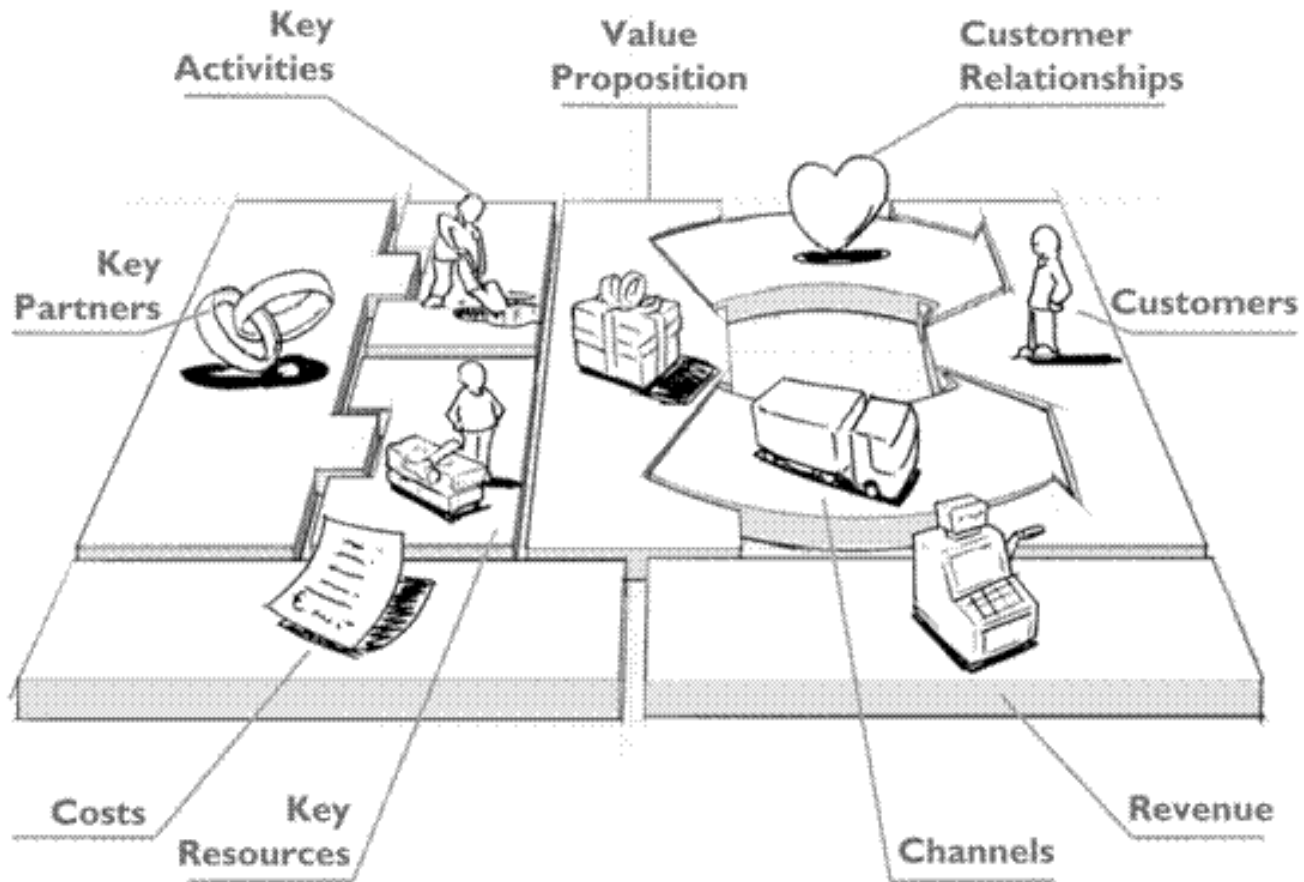 Key
Activities
Value
Proposition
Customer
Relationships
Key
Partners
Customers
Costs
Key
Resources
Channels
Revenue